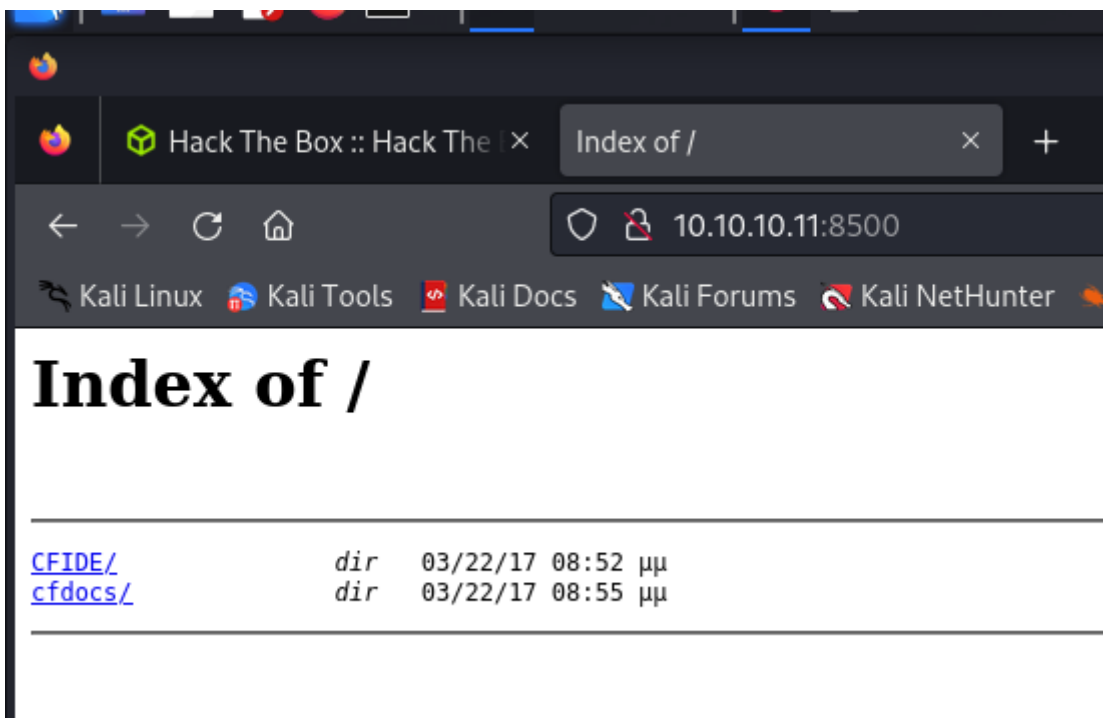 Hack The Box :: Hack The
Index of /
10.10.10.11:8500
Kali Linux Kali Tools Kali Docs Kali Forums Kali NetHunter
Index of /
CFIDE/ dir 03/22/17 08:52 μμ
cfdocs/ dir 03/22/17 08:55 μμ